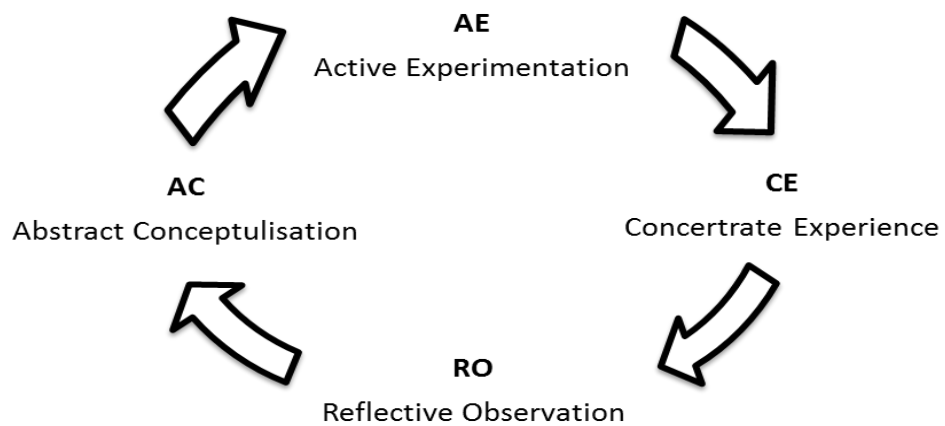 AE
Active Experimentation
AC
Abstract Conceptulisation
CE
Concertrate Experience
RO
Reflective Observation